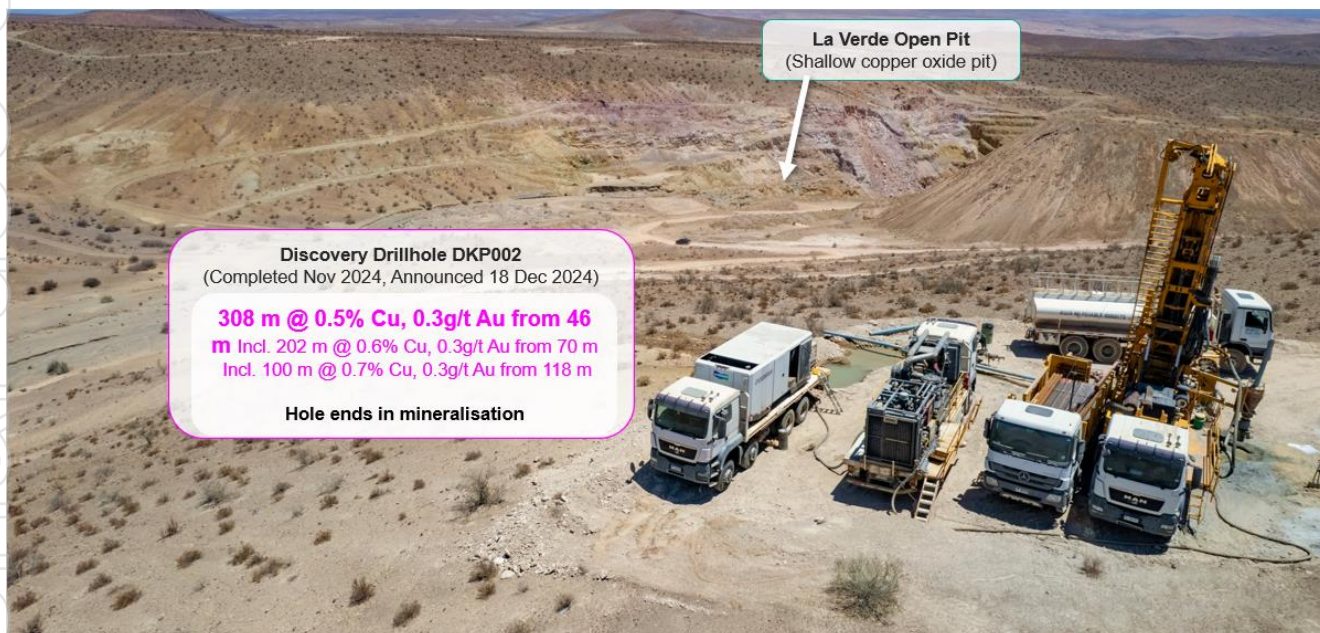 La Verde Open Pit
(Shallow copper oxide pit)
Discovery Drillhole DKP002
(Completed Nov 2024, Announced 18 Dec 2024)
308 m @ 0.5% Cu, 0.3g/t Au from 46
m Incl. 202 m @ 0.6% Cu, 0.3g/t Au from 70 m
Incl. 100 m @ 0.7% Cu, 0.3g/t Au from 118 m
Hole ends in mineralisation
MAN
MAN